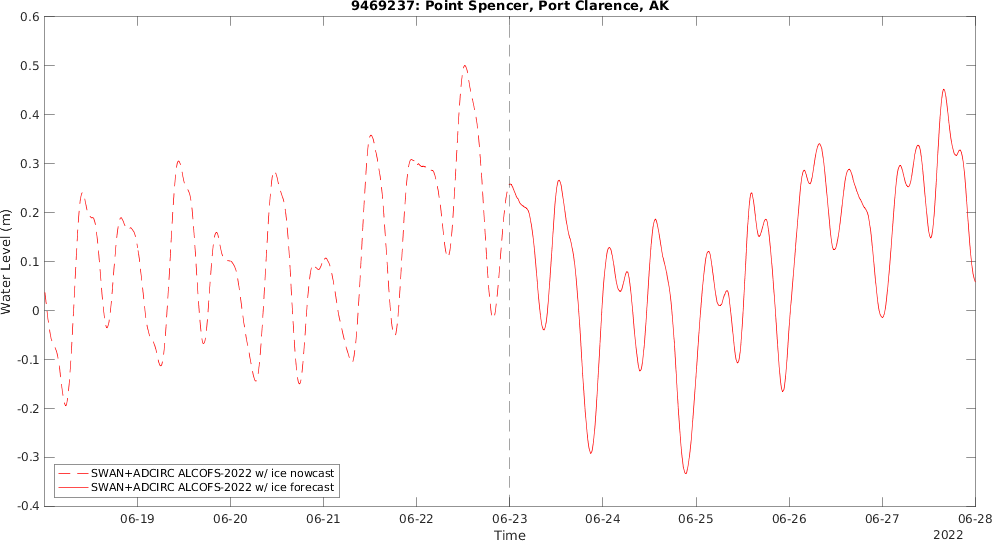 9469237: Point Spencer, Port Clarence, AK
0.6
0.5
0.4
0.3
0.2
0.1
0
-0.1
-0.2
-0.3
-0.4
Water Level (m)
SWAN+ADCIRC ALCOFS-2022 w/ ice nowcast
SWAN+ADCIRC ALCOFS-2022 w/ ice forecast
06-19 06-20 06-21 06-22 06-23 06-24 06-25 06-26 06-27 06-28
Time
2022